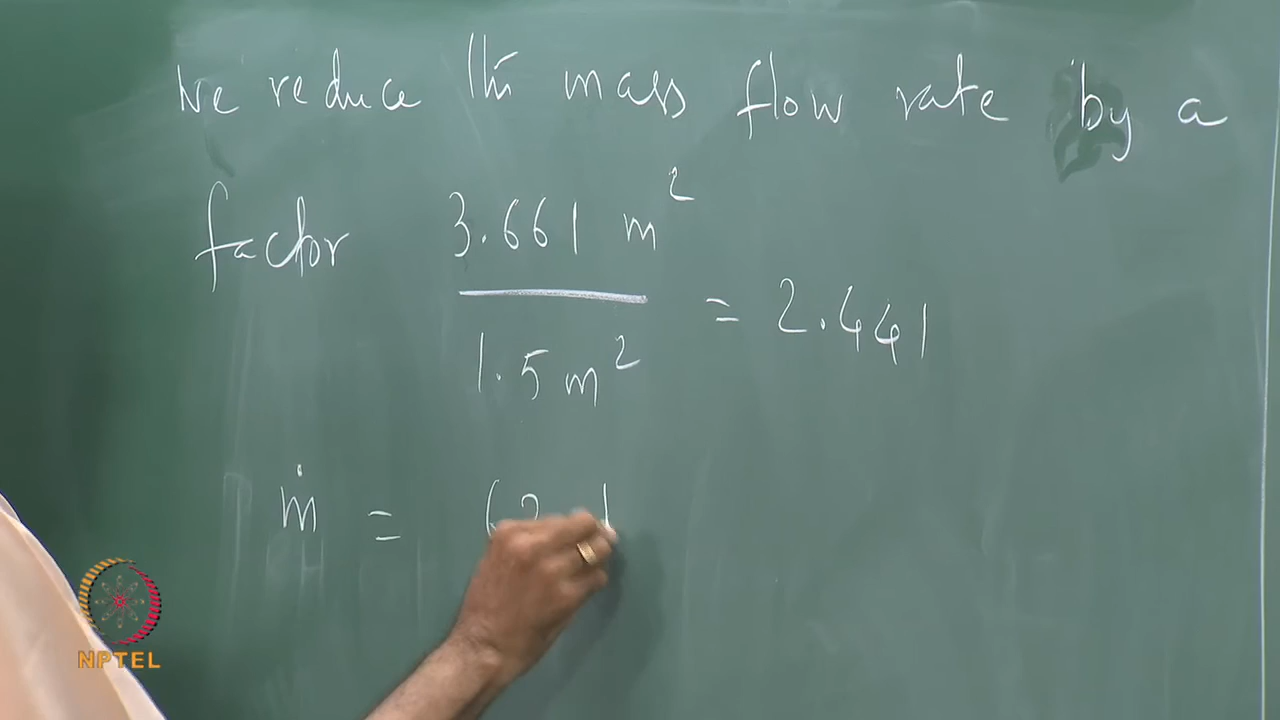 We reduce the mass flow rate by a
factor 3.661 m²
= 2.441
1.5 m²
ṁ =
NPTEL